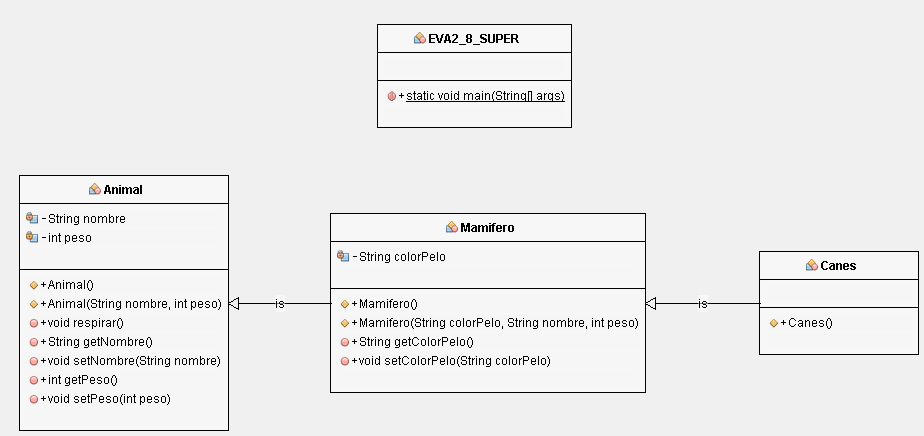 EVA2_8_SUPER
+ static void main(String[] args)
Animal
- String nombre
- int peso
+ Animal()
+ Animal(String nombre, int peso)
+ void respirar()
+ String getNombre()
+ void setNombre(String nombre)
+ int getPeso()
+ void setPeso(int peso)
is
Mamifero
- String colorPelo
+ Mamifero()
+ Mamifero(String colorPelo, String nombre, int peso)
+ String getColorPelo()
+ void setColorPelo(String colorPelo)
is
Canes
+ Canes()